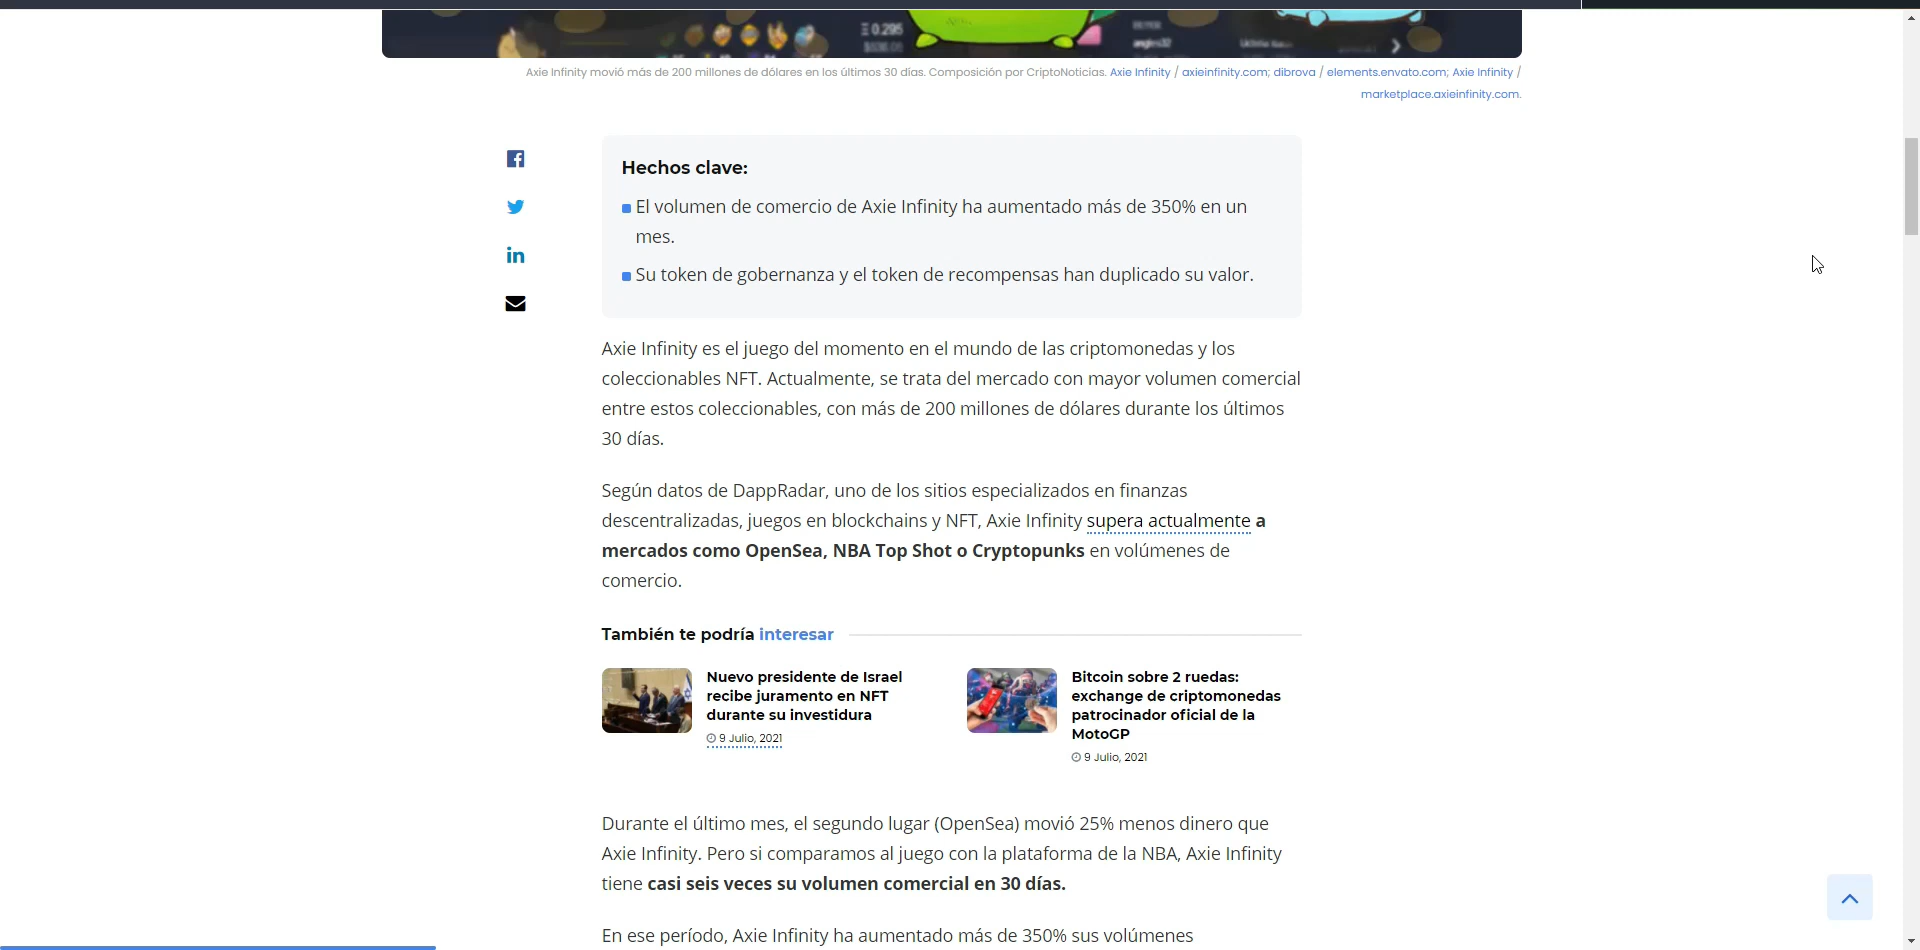 Ξ 0.295
Axie Infinity movió más de 200 millones de dólares en los últimos 30 días. Composición por CriptoNoticias. Axie Infinity / axieinfinity.com; dibrova / elements.envato.com; Axie Infinity /
marketplace.axieinfinity.com.
Hechos clave:
El volumen de comercio de Axie Infinity ha aumentado más de 350% en un
mes.
Su token de gobernanza y el token de recompensas han duplicado su valor.
Axie Infinity es el juego del momento en el mundo de las criptomonedas y los
coleccionables NFT. Actualmente, se trata del mercado con mayor volumen comercial
entre estos coleccionables, con más de 200 millones de dólares durante los últimos
30 días.
Según datos de DappRadar, uno de los sitios especializados en finanzas
descentralizadas, juegos en blockchains y NFT, Axie Infinity supera actualmente a
mercados como OpenSea, NBA Top Shot o Cryptopunks en volúmenes de
comercio.
También te podría interesar
Nuevo presidente de Israel
recibe juramento en NFT
durante su investidura
9 Julio, 2021
Bitcoin sobre 2 ruedas:
exchange de criptomonedas
patrocinador oficial de la
MotoGP
9 Julio, 2021
Durante el último mes, el segundo lugar (OpenSea) movió 25% menos dinero que
Axie Infinity. Pero si comparamos al juego con la plataforma de la NBA, Axie Infinity
tiene casi seis veces su volumen comercial en 30 días.
En ese período, Axie Infinity ha aumentado más de 350% sus volúmenes